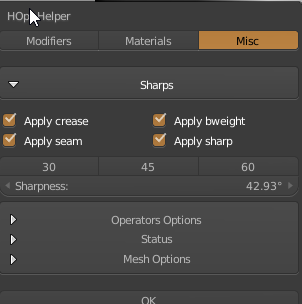 HOps Helper
Modifiers Materials Misc
Sharps
Apply crease Apply bweight
Apply seam Apply sharp
30 45 60
Sharpness: 42.93°
Operators Options
Status
Mesh Options
OK